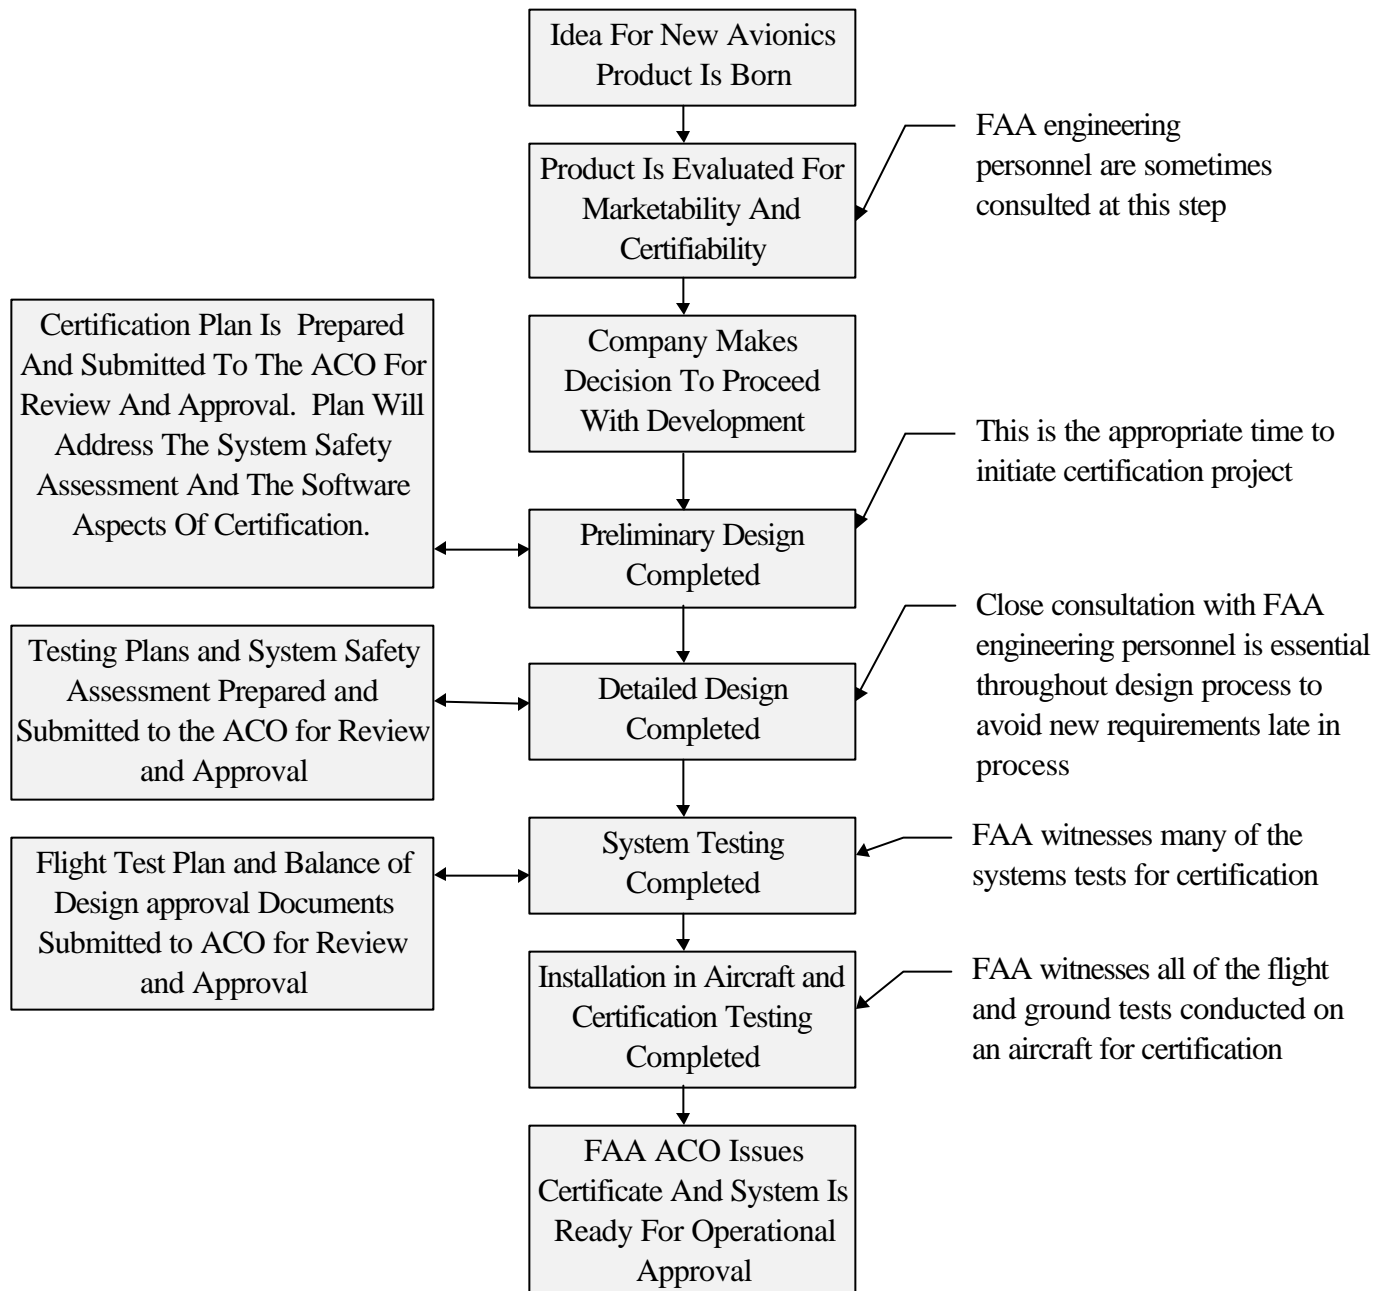 Idea For New Avionics
Product Is Born
FAA engineering
personnel are sometimes
consulted at this step
Product Is Evaluated For
Marketability And
Certifiability
Certification Plan Is  Prepared
And Submitted To The ACO For
Review And Approval.  Plan Will
Address The System Safety
Assessment And The Software
Aspects Of Certification.
Company Makes
Decision To Proceed
With Development
This is the appropriate time to
initiate certification project
Preliminary Design
Completed
Close consultation with FAA
engineering personnel is essential
throughout design process to
avoid new requirements late in
process
Testing Plans and System Safety
Assessment Prepared and
Submitted to the ACO for Review
and Approval
Detailed Design
Completed
System Testing
Completed
FAA witnesses many of the
systems tests for certification
Flight Test Plan and Balance of
Design approval Documents
Submitted to ACO for Review
and Approval
Installation in Aircraft and
Certification Testing
Completed
FAA witnesses all of the flight
and ground tests conducted on
an aircraft for certification
FAA ACO Issues
Certificate And System Is
Ready For Operational
Approval